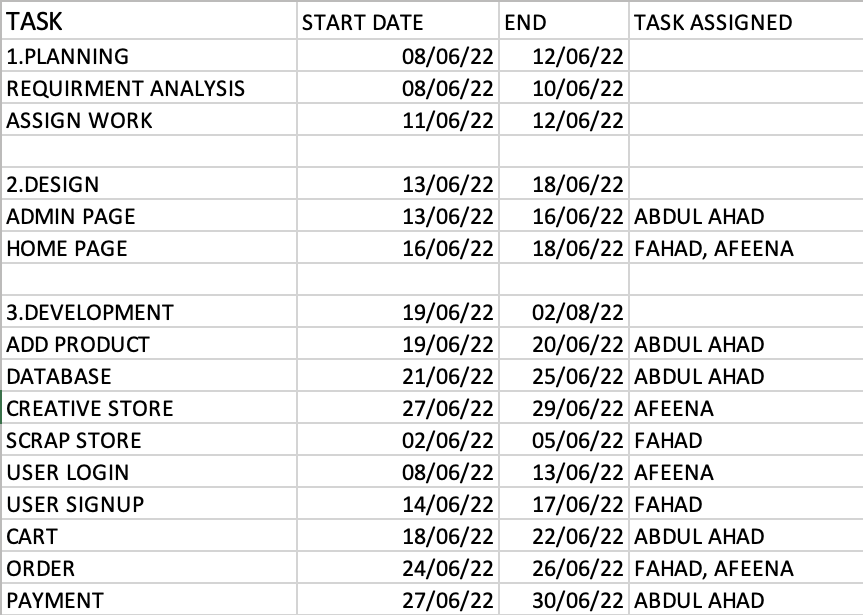 TASK START DATE END TASK ASSIGNED
1.PLANNING 08/06/22 12/06/22
REQUIRMENT ANALYSIS 08/06/22 10/06/22
ASSIGN WORK 11/06/22 12/06/22
2.DESIGN 13/06/22 18/06/22
ADMIN PAGE 13/06/22 16/06/22 ABDUL AHAD
HOME PAGE 16/06/22 18/06/22 FAHAD, AFEENA
3.DEVELOPMENT 19/06/22 02/08/22
ADD PRODUCT 19/06/22 20/06/22 ABDUL AHAD
DATABASE 21/06/22 25/06/22 ABDUL AHAD
CREATIVE STORE 27/06/22 29/06/22 AFEENA
SCRAP STORE 02/06/22 05/06/22 FAHAD
USER LOGIN 08/06/22 13/06/22 AFEENA
USER SIGNUP 14/06/22 17/06/22 FAHAD
CART 18/06/22 22/06/22 ABDUL AHAD
ORDER 24/06/22 26/06/22 FAHAD, AFEENA
PAYMENT 27/06/22 30/06/22 ABDUL AHAD